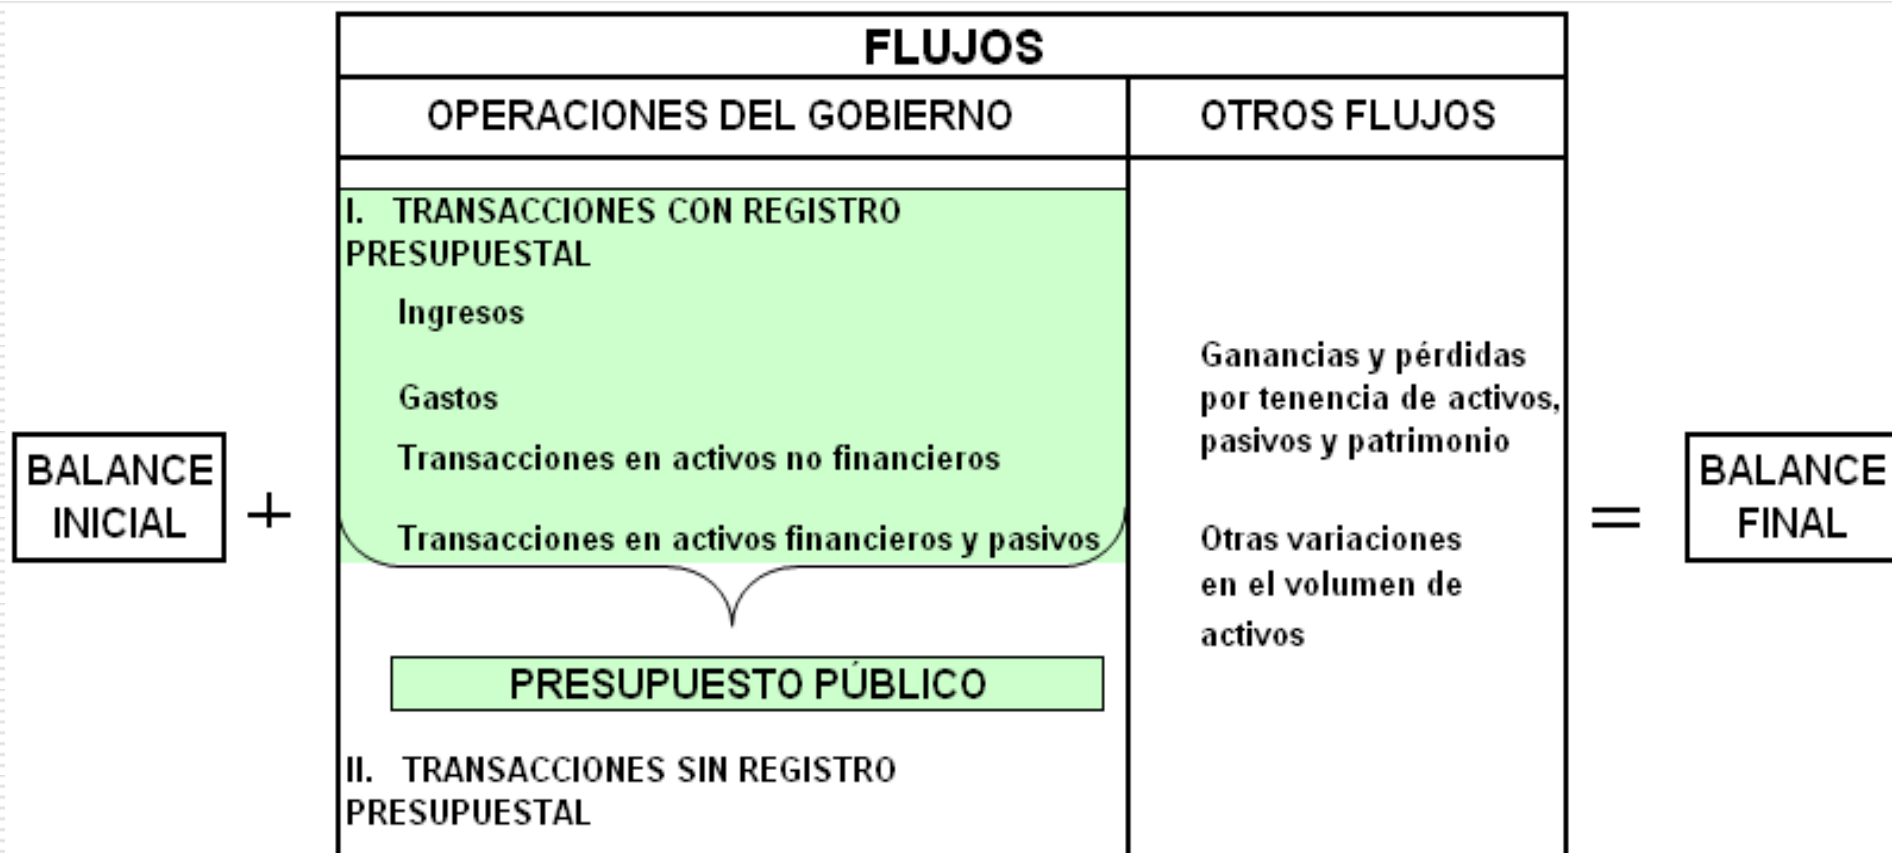 FLUJOS
OPERACIONES DEL GOBIERNO
OTROS FLUJOS
I. TRANSACCIONES CON REGISTRO
PRESUPUESTAL
Ingresos
Gastos
Transacciones en activos no financieros
Transacciones en activos financieros y pasivos
PRESUPUESTO PÚBLICO
II. TRANSACCIONES SIN REGISTRO
PRESUPUESTAL
Ganancias y pérdidas
por tenencia de activos,
pasivos y patrimonio
Otras variaciones
en el volumen de
activos
BALANCE
INICIAL
+
=
BALANCE
FINAL